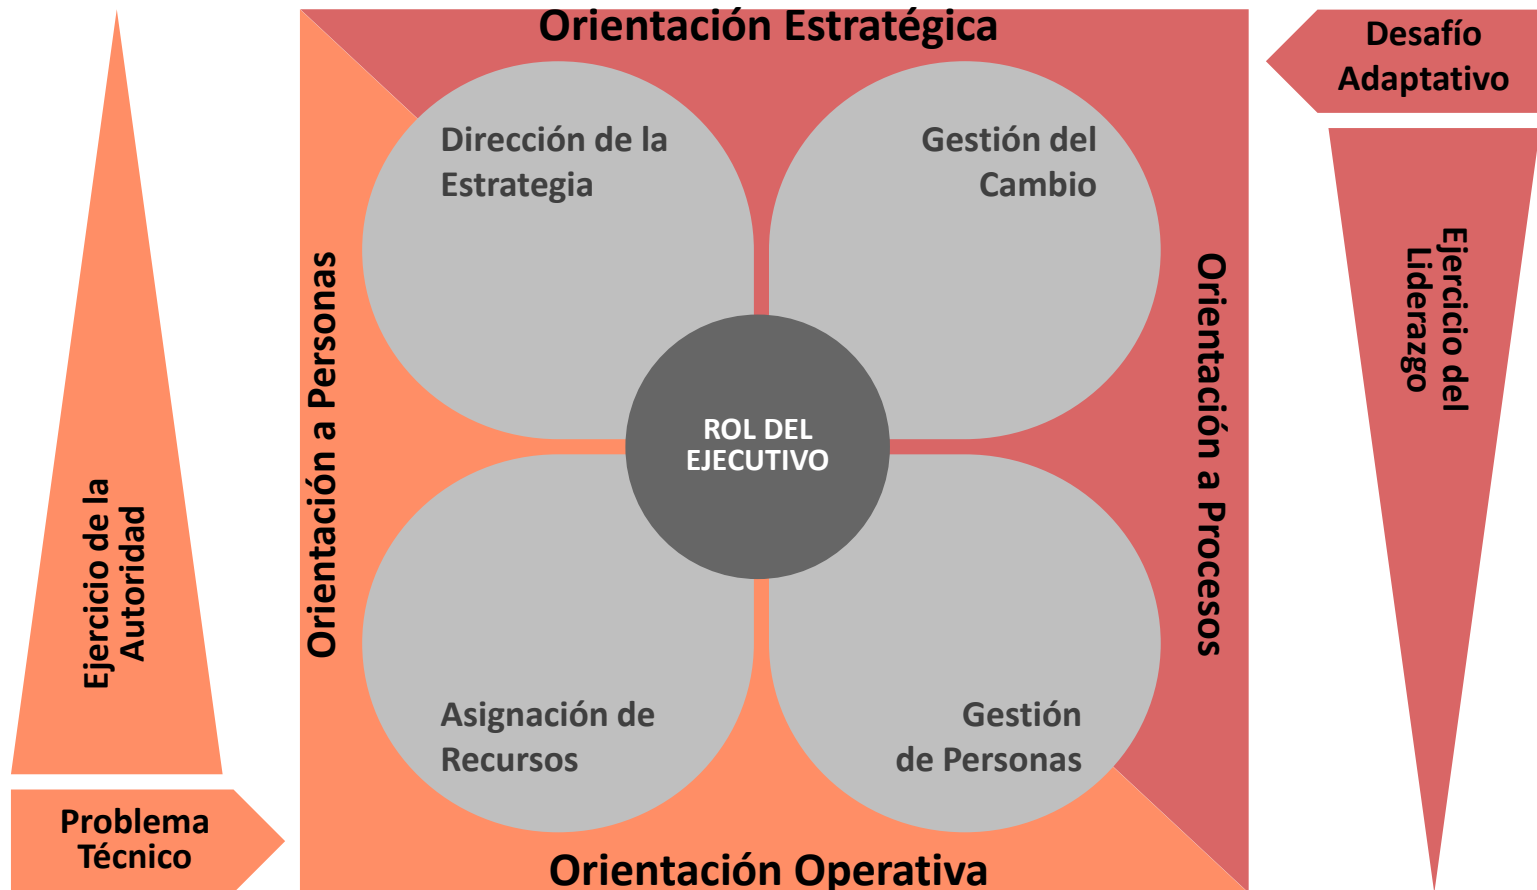 Orientación Estratégica
Desafío
Adaptativo
Dirección de la
Estrategia
Gestión del
Cambio
Orientación a Personas
Orientación a Procesos
Ejercicio del
Liderazgo
ROL DEL
EJECUTIVO
Ejercicio de la
Autoridad
Asignación de
Recursos
Gestión
de Personas
Problema
Técnico
Orientación Operativa